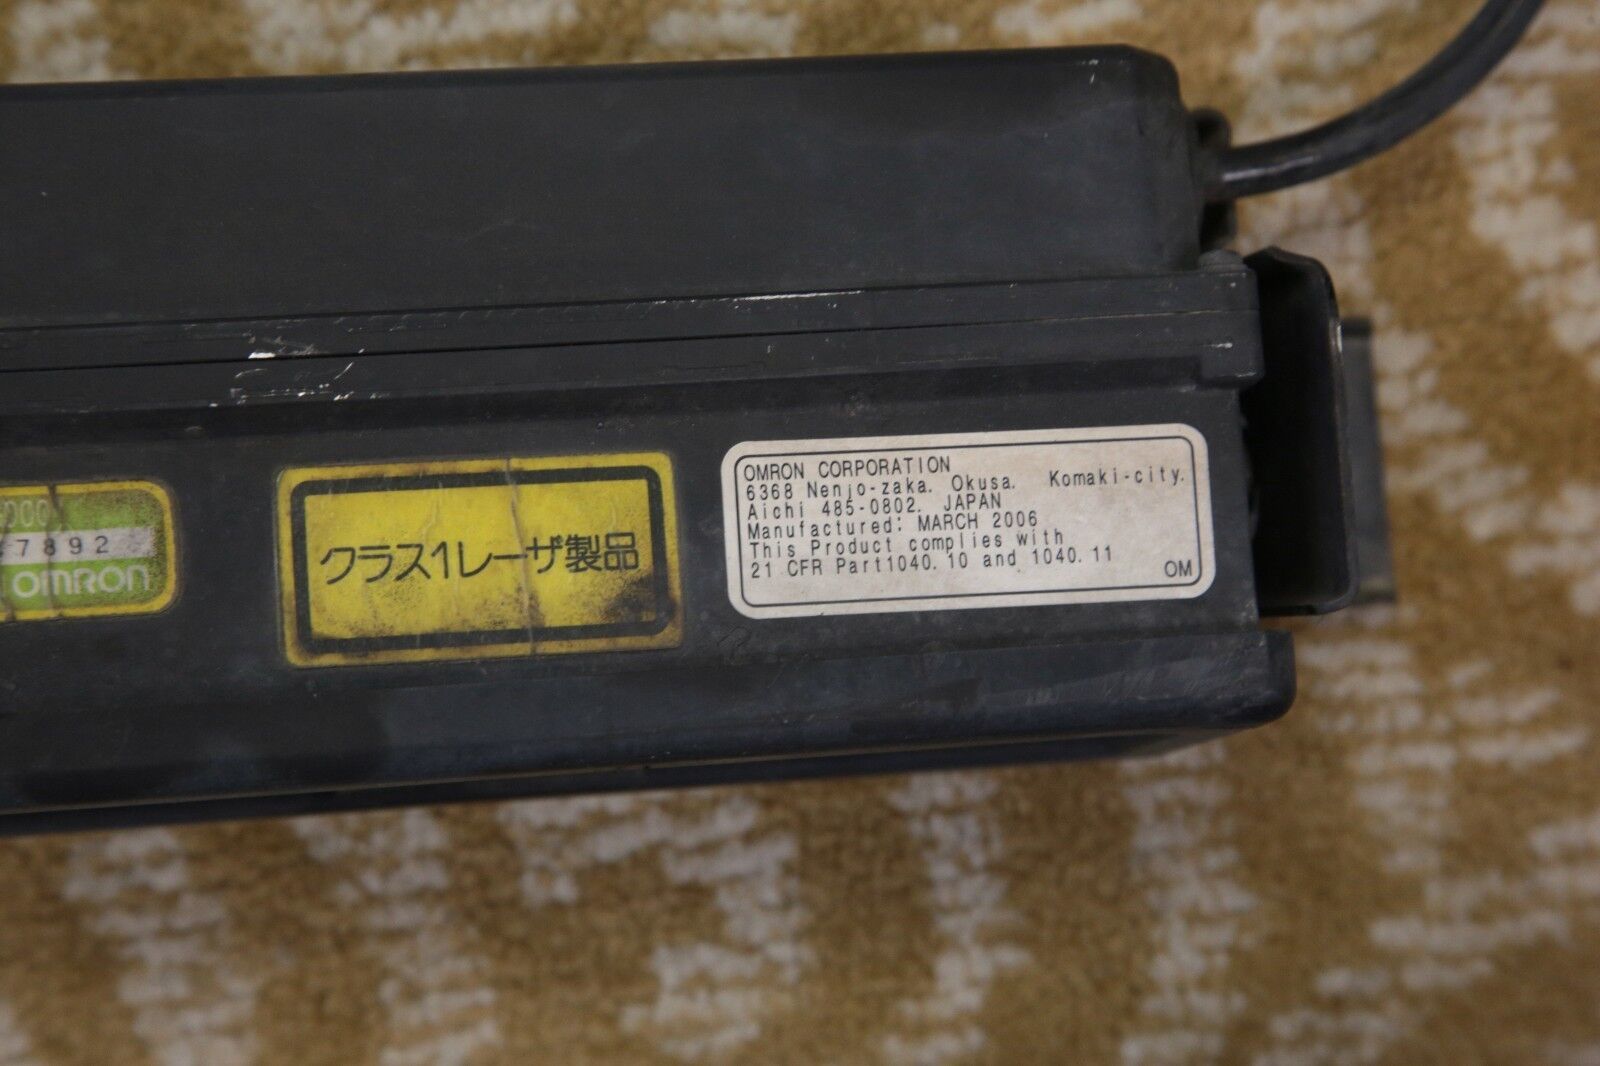 7892
OMRON
クラス1レーザ製品
OMRON CORPORATION
6368 Nenjo-zaka. Okusa. Komaki-city.
Aichi 485-0802. JAPAN
Manufactured: MARCH 2006
This Product complies with
21 CFR Part1040.10 and 1040.11
OM